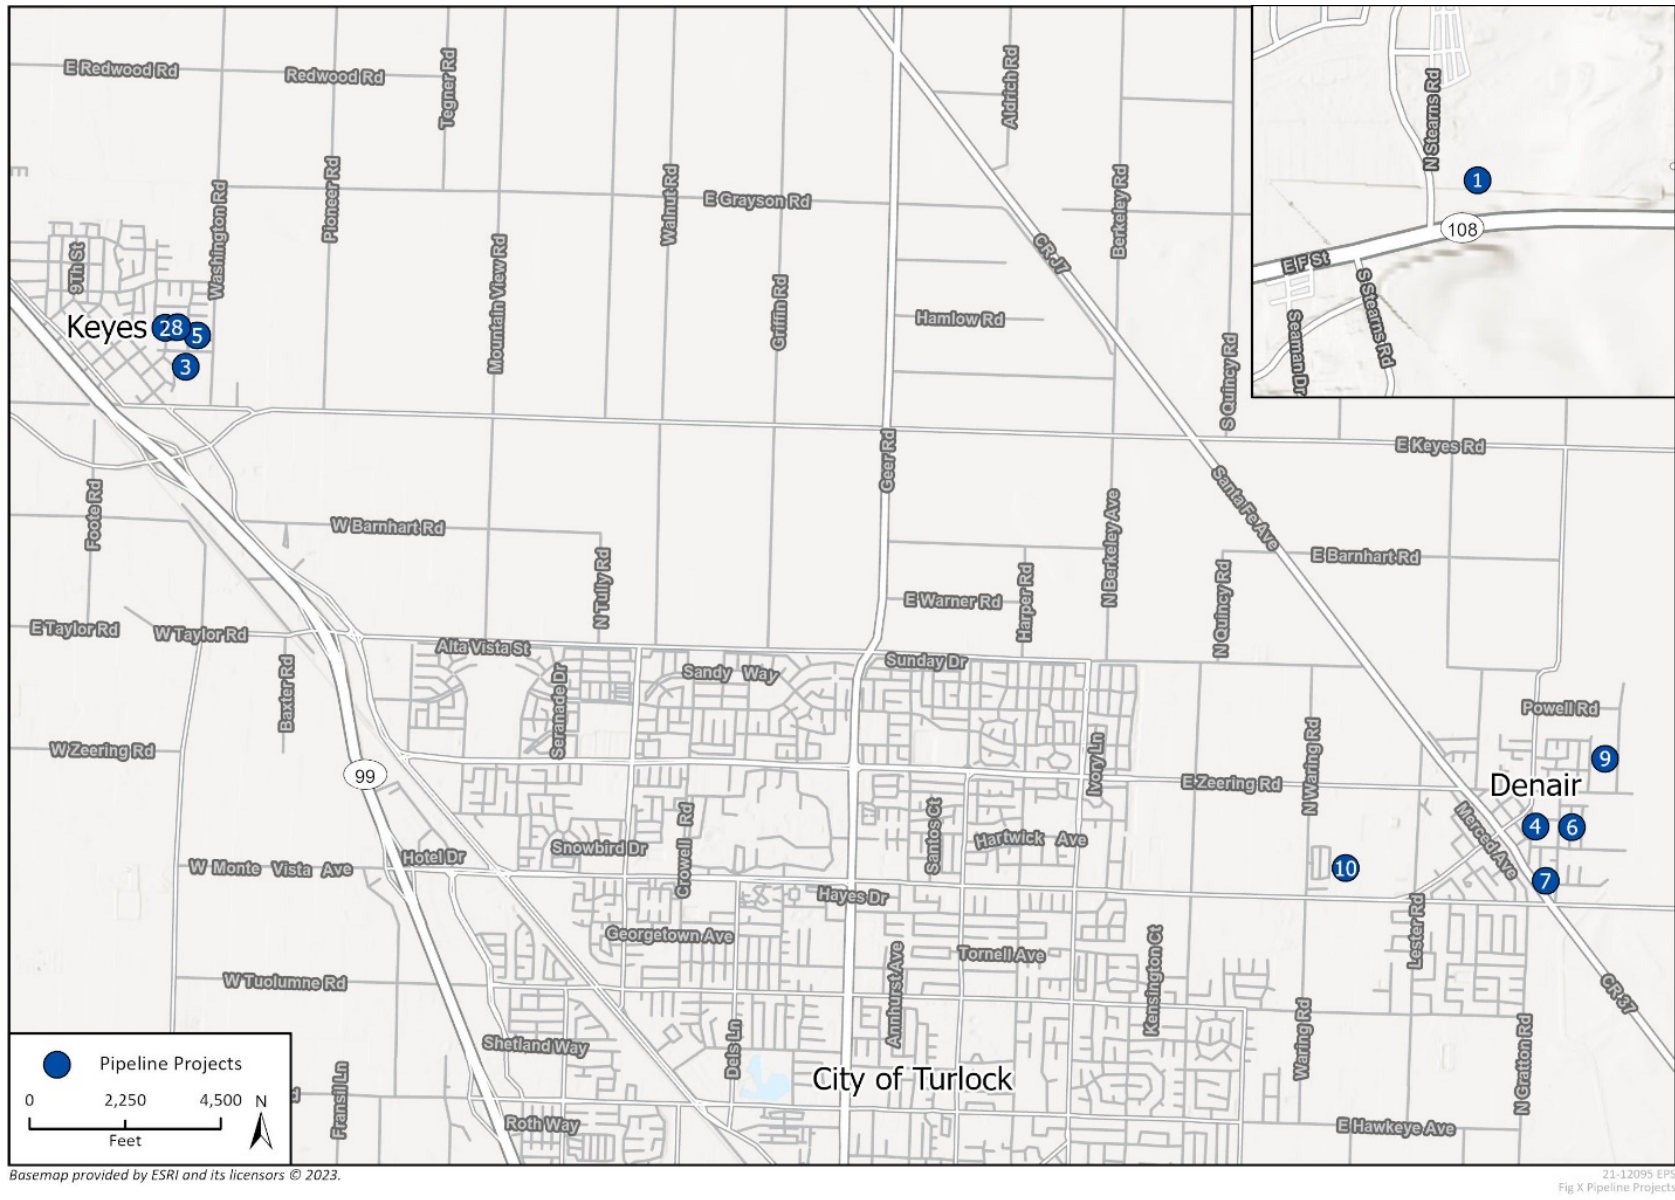 E Redwood Rd
Redwood Rd
Tegner Rd
Aldrich Rd
N Stearns Rd
1
108
E F St
S Stearns Rd
Seaman Dr
Pioneer Rd
Washington Rd
Walnut Rd
E Grayson Rd
Berkeley Rd
CR J7
9Th St
Mountain View Rd
Griffin Rd
Hamlow Rd
Keyes
2
8
5
3
S Quincy Rd
E Keyes Rd
Geer Rd
Santa Fe Ave
Foote Rd
W Barnhart Rd
N Tully Rd
N Berkeley Ave
E Barnhart Rd
E Warner Rd
Harper Rd
N Quincy Rd
E Taylor Rd
W Taylor Rd
Alta Vista St
Sunday Dr
Sandy Way
Baxter Rd
Seranade Dr
Powell Rd
W Zeering Rd
99
Ivory Ln
E Zeering Rd
N Waring Rd
9
Denair
4
6
Merced Ave
7
10
Hotel Dr
Snowbird Dr
Crowell Rd
Santos Ct
Hartwick Ave
W Monte Vista Ave
Hayes Dr
Georgetown Ave
Lester Rd
Annhurst Ave
Tornell Ave
Kensington Ct
W Tuolumne Rd
CR 37
Waring Rd
N Gratton Rd
Shetland Way
Dels Ln
City of Turlock
Fransil Ln
Roth Way
E Hawkeye Ave
Pipeline Projects
0 2,250 4,500 N
Feet
Basemap provided by ESRI and its licensors © 2023.
21-12095 EPS
Fig X Pipeline Projects